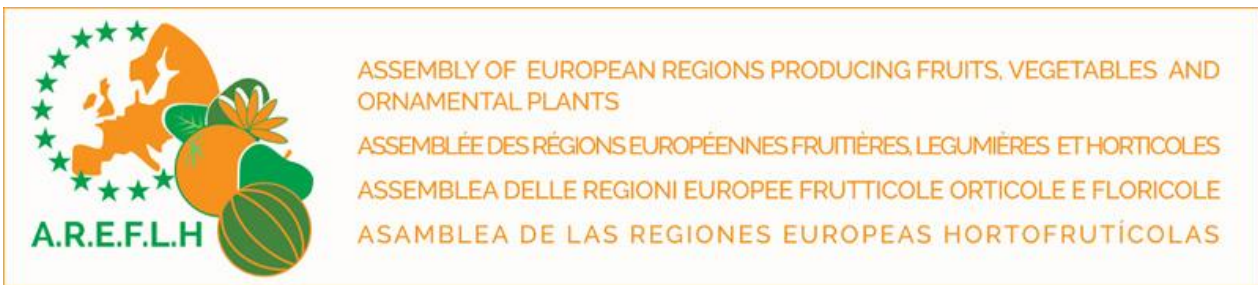 A.R.E.F.L.H
ASSEMBLY OF EUROPEAN REGIONS PRODUCING FRUITS, VEGETABLES AND
ORNAMENTAL PLANTS
ASSEMBLÉE DES RÉGIONS EUROPÉENNES FRUITIÈRES, LEGUMIÈRES ET HORTICOLES
ASSEMBLEA DELLE REGIONI EUROPEE FRUTTICOLE ORTICOLE E FLORICOLE
ASAMBLEA DE LAS REGIONES EUROPEAS HORTOFRUTÍCOLAS